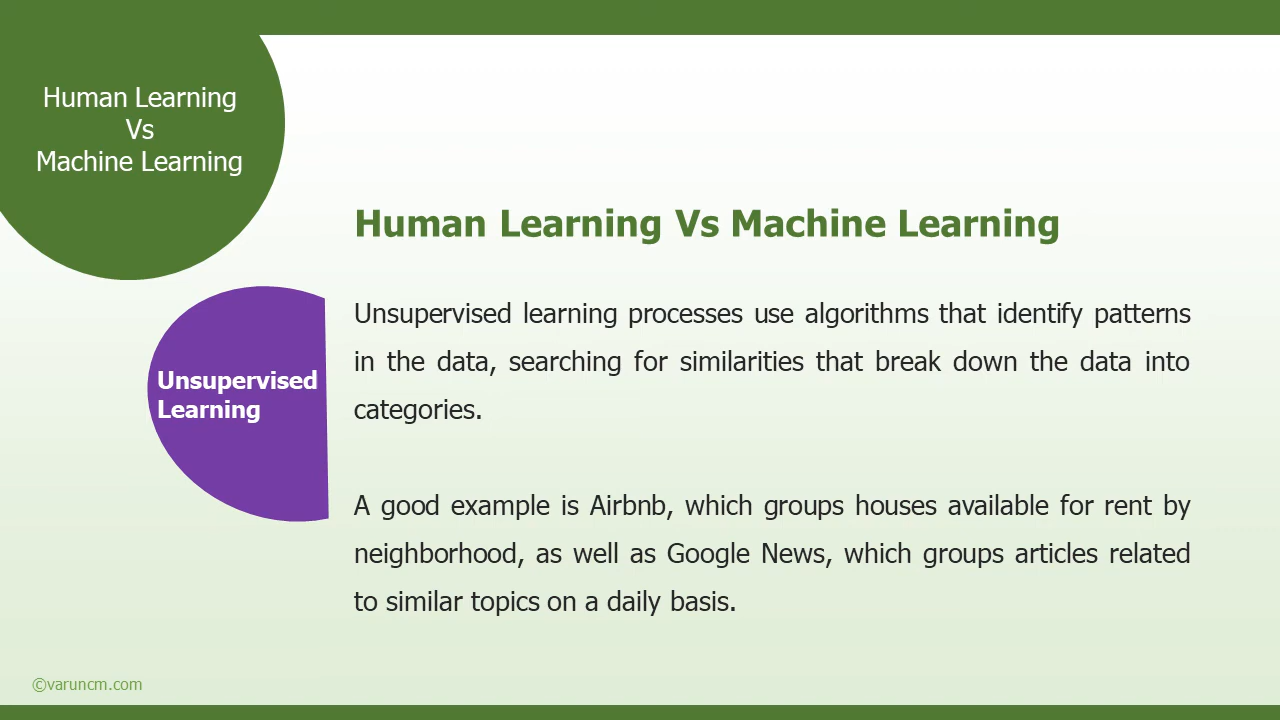 Human Learning
Vs
Machine Learning
Human Learning Vs Machine Learning
Unsupervised
Learning
Unsupervised learning processes use algorithms that identify patterns
in the data, searching for similarities that break down the data into
categories.
A good example is Airbnb, which groups houses available for rent by
neighborhood, as well as Google News, which groups articles related
to similar topics on a daily basis.
©varuncm.com